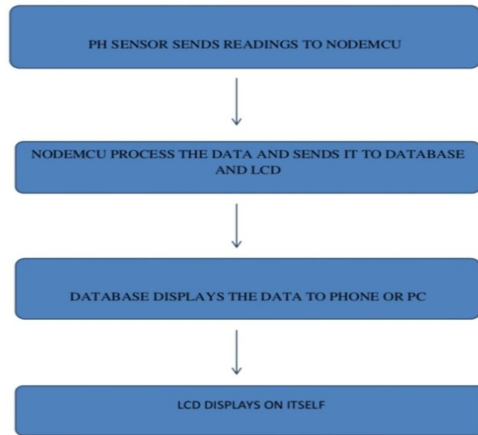 PH SENSOR SENDS READINGS TO NODEMCU
NODEMCU PROCESS THE DATA AND SENDS IT TO DATABASE
AND LCD
DATABASE DISPLAYS THE DATA TO PHONE OR PC
LCD DISPLAYS ON ITSELF